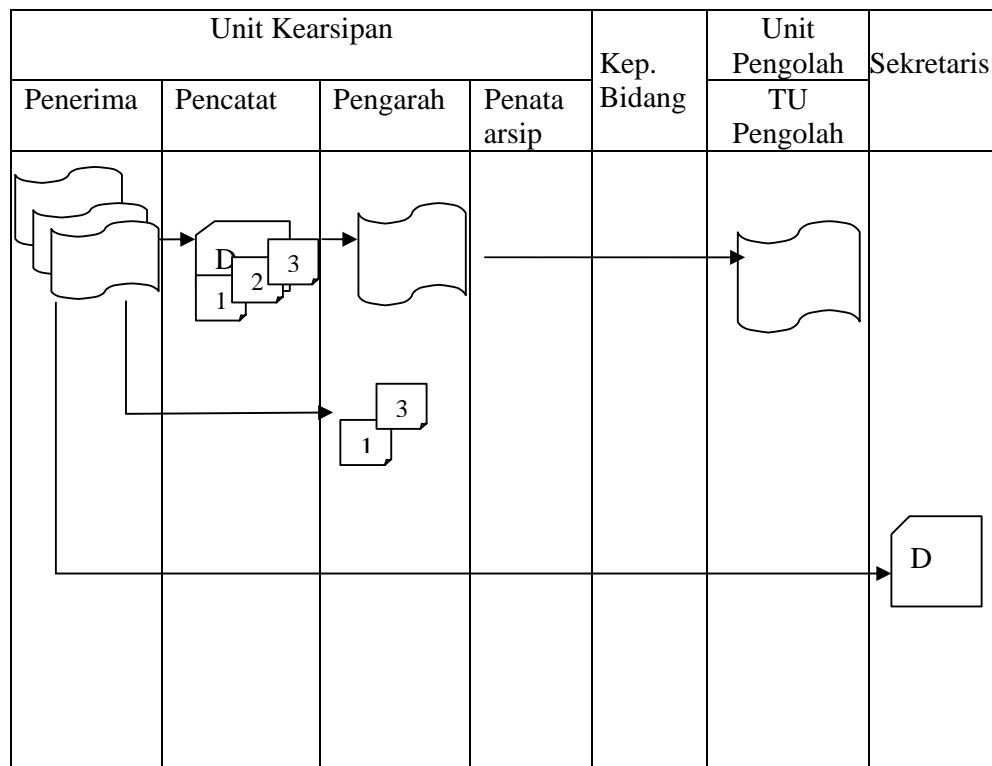 Unit Kearsipan
Kep.
Bidang
Unit
Pengolah
Sekretaris
Penerima
Pencatat
Pengarah
Penata
arsip
TU
Pengolah
D
1
2
3
3
1
D